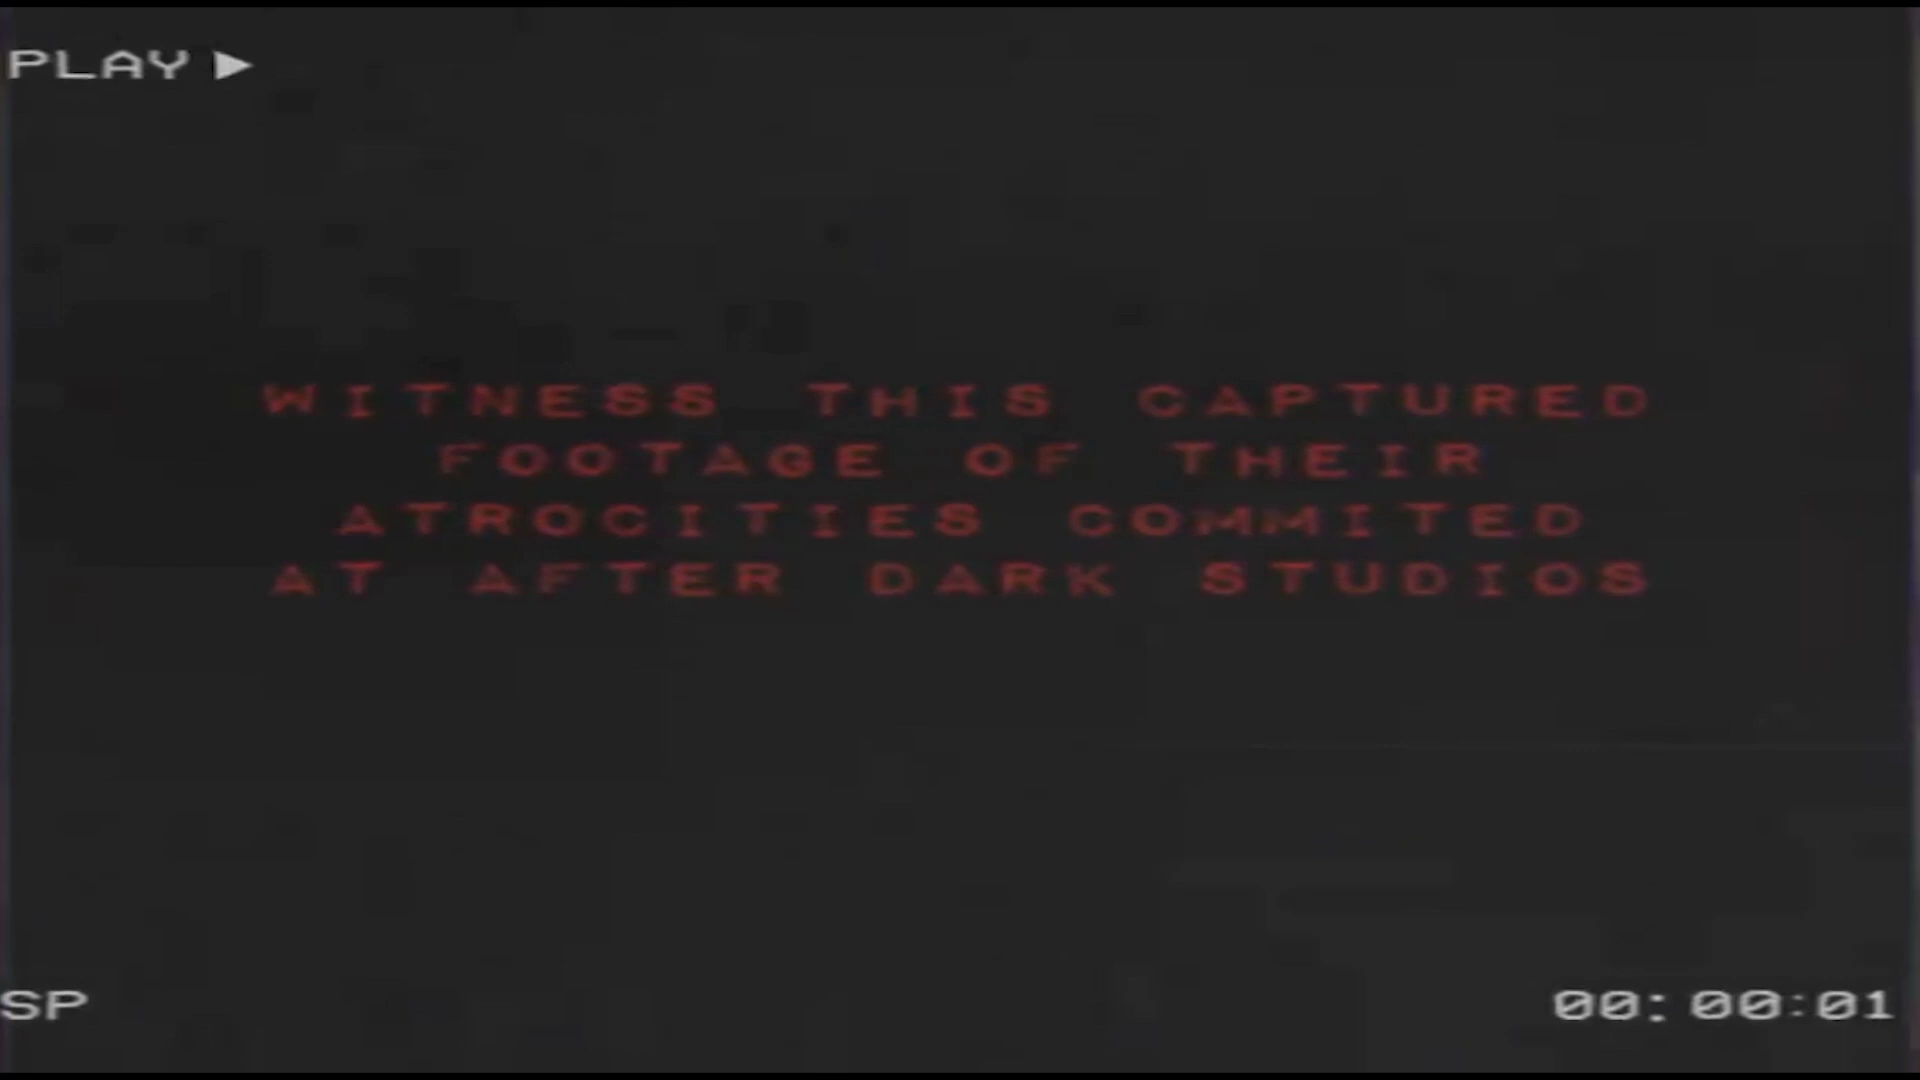 PLAY ►
WITNESS THIS CAPTURED
FOOTAGE OF THEIR
ATROCITIES COMMITED
AT AFTER DARK STUDIOS
SP
00:00:01